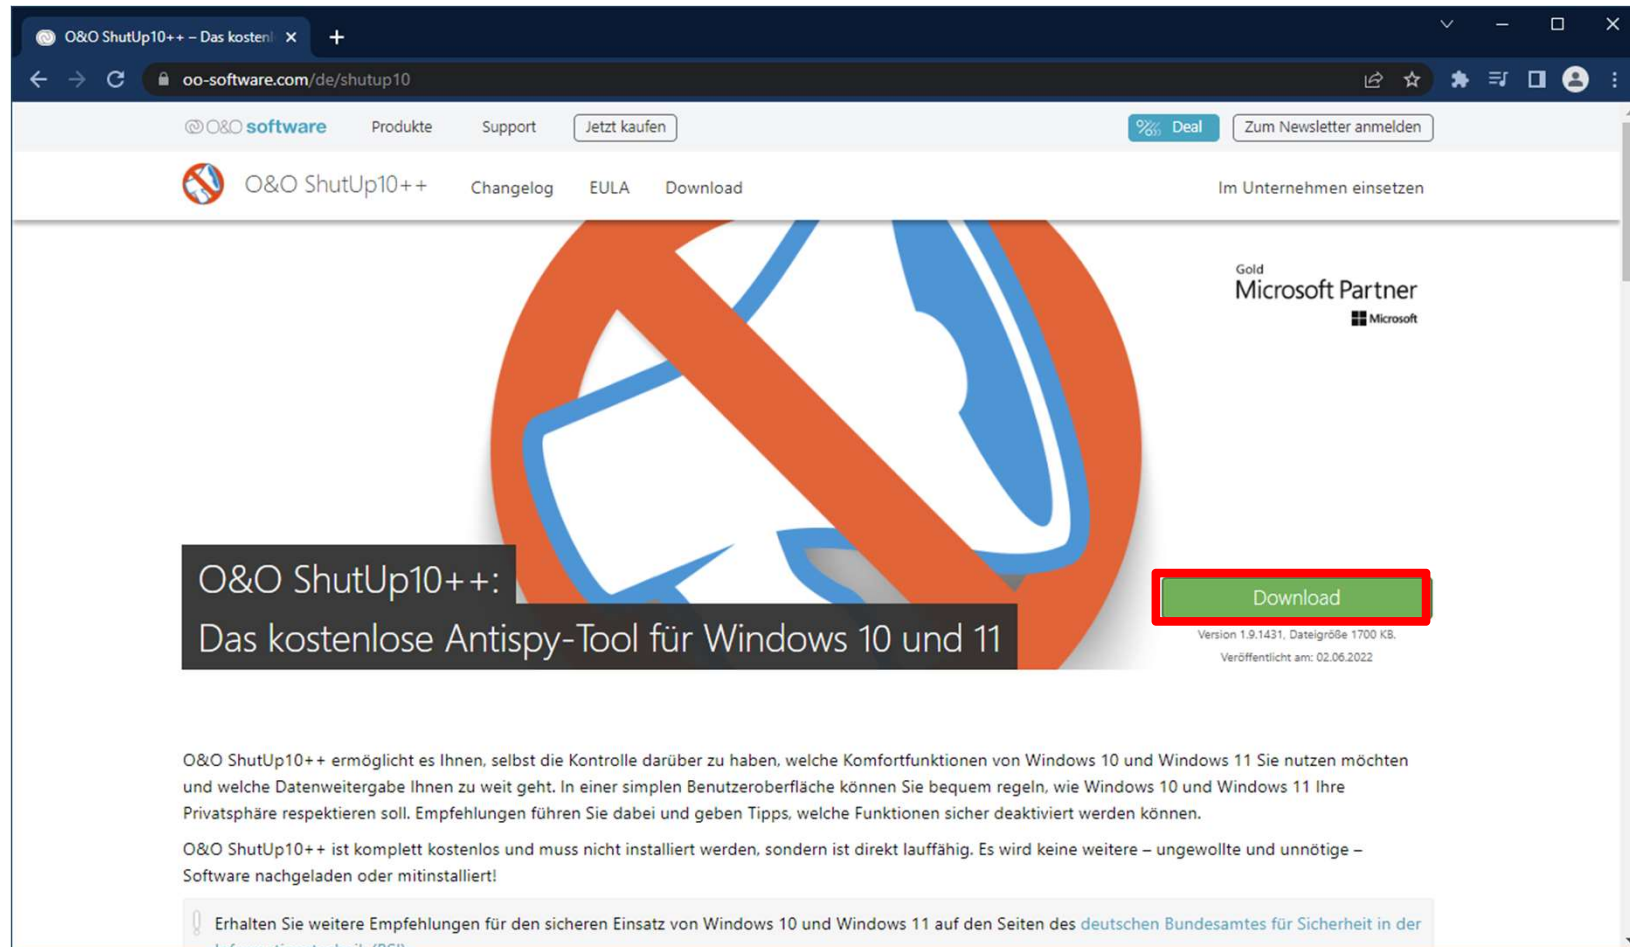 O&O ShutUp10++ – Das kosten
oo-software.com/de/shutup10
O&O software Produkte Support Jetzt kaufen Deal Zum Newsletter anmelden
O&O ShutUp10++ Changelog EULA Download Im Unternehmen einsetzen
Gold
Microsoft Partner
Microsoft
O&O ShutUp10++:
Das kostenlose Antispy-Tool für Windows 10 und 11
Download
Version 1.9.1431, Dateigröße 1700 KB.
Veröffentlicht am: 02.06.2022
O&O ShutUp10++ ermöglicht es Ihnen, selbst die Kontrolle darüber zu haben, welche Komfortfunktionen von Windows 10 und Windows 11 Sie nutzen möchten
und welche Datenweitergabe Ihnen zu weit geht. In einer simplen Benutzeroberfläche können Sie bequem regeln, wie Windows 10 und Windows 11 Ihre
Privatsphäre respektieren soll. Empfehlungen führen Sie dabei und geben Tipps, welche Funktionen sicher deaktiviert werden können.
O&O ShutUp10++ ist komplett kostenlos und muss nicht installiert werden, sondern ist direkt lauffähig. Es wird keine weitere – ungewollte und unnötige –
Software nachgeladen oder mitinstalliert!
Erhalten Sie weitere Empfehlungen für den sicheren Einsatz von Windows 10 und Windows 11 auf den Seiten des deutschen Bundesamtes für Sicherheit in der